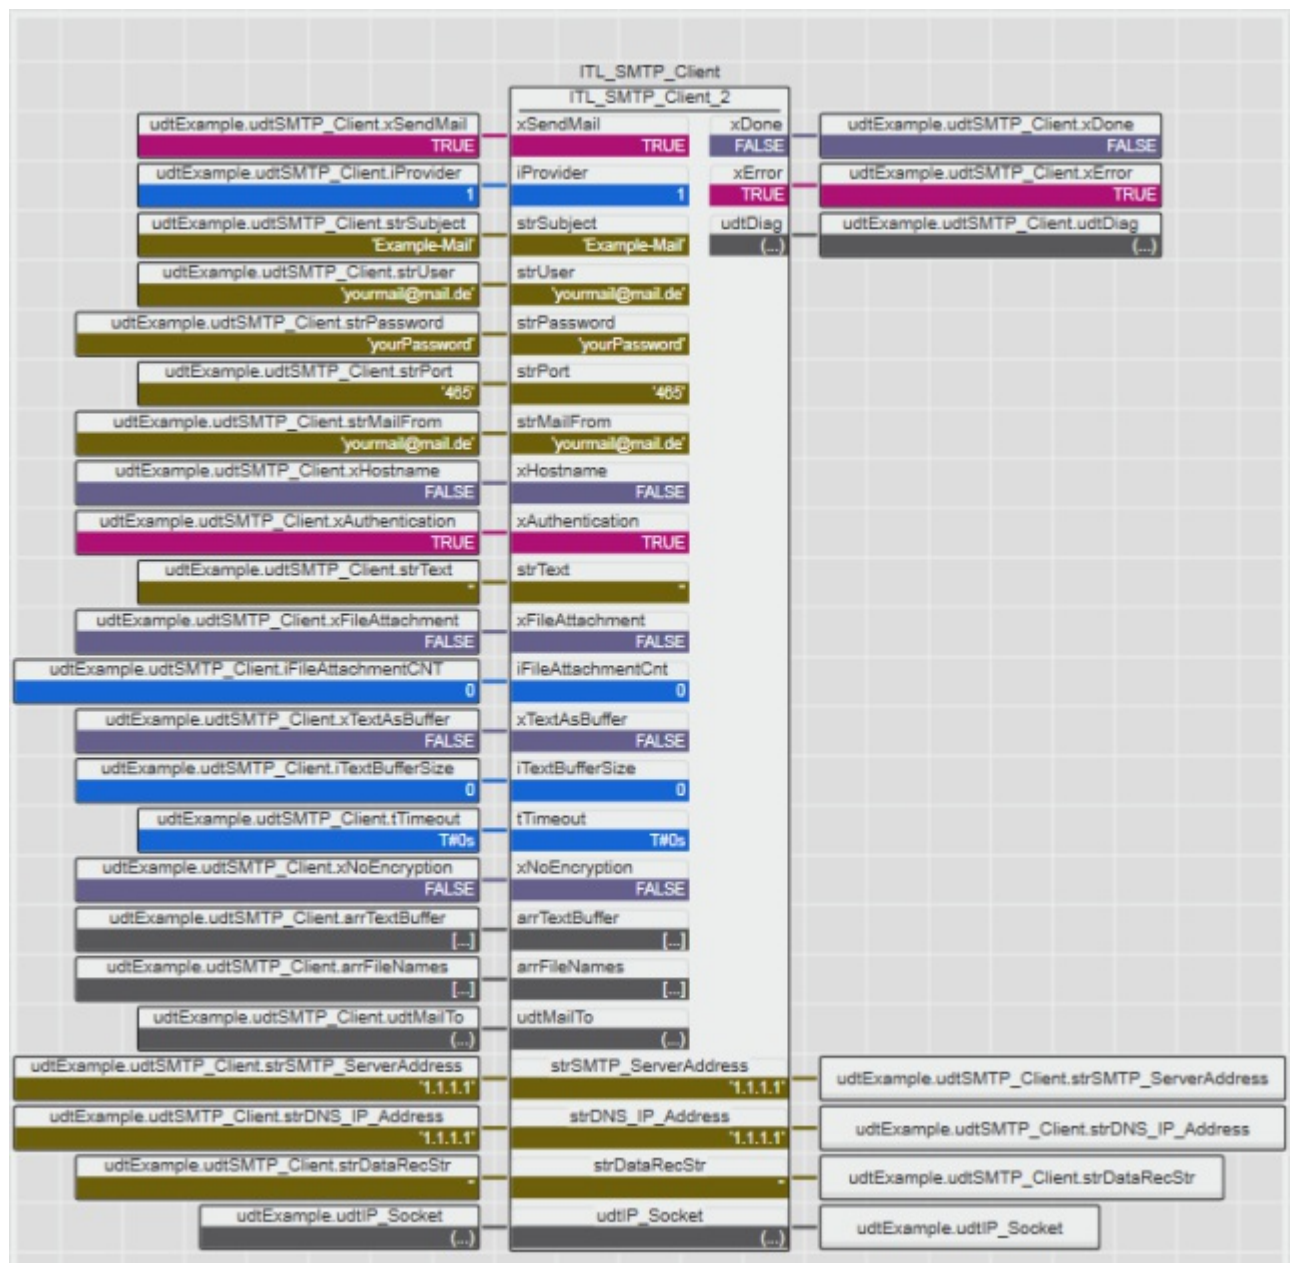 ITL_SMTP_Client
ITL_SMTP_Client_2
udtExample.udtSMTP_Client.xSendMail xSendMail xDone udtExample.udtSMTP_Client.xDone
TRUE TRUE FALSE FALSE
udtExample.udtSMTP_Client.iProvider iProvider xError udtExample.udtSMTP_Client.xError
1 1 TRUE TRUE
udtExample.udtSMTP_Client.strSubject strSubject udtDiag udtExample.udtSMTP_Client.udtDiag
'Example-Mail' 'Example-Mail' (...) (...)
udtExample.udtSMTP_Client.strUser strUser
'yourmail@mail.de' 'yourmail@mail.de'
udtExample.udtSMTP_Client.strPassword strPassword
'yourPassword' 'yourPassword'
udtExample.udtSMTP_Client.strPort strPort
'465' '465'
udtExample.udtSMTP_Client.strMailFrom strMailFrom
'yourmail@mail.de' 'yourmail@mail.de'
udtExample.udtSMTP_Client.xHostname xHostname
FALSE FALSE
udtExample.udtSMTP_Client.xAuthentication xAuthentication
TRUE TRUE
udtExample.udtSMTP_Client.strText strText
'' ''
udtExample.udtSMTP_Client.xFileAttachment xFileAttachment
FALSE FALSE
udtExample.udtSMTP_Client.iFileAttachmentCNT iFileAttachmentCnt
0 0
udtExample.udtSMTP_Client.xTextAsBuffer xTextAsBuffer
FALSE FALSE
udtExample.udtSMTP_Client.iTextBufferSize iTextBufferSize
0 0
udtExample.udtSMTP_Client.tTimeout tTimeout
T#0s T#0s
udtExample.udtSMTP_Client.xNoEncryption xNoEncryption
FALSE FALSE
udtExample.udtSMTP_Client.arrTextBuffer arrTextBuffer
[...] [...]
udtExample.udtSMTP_Client.arrFileNames arrFileNames
[...] [...]
udtExample.udtSMTP_Client.udtMailTo udtMailTo
(...) (...)
udtExample.udtSMTP_Client.strSMTP_ServerAddress strSMTP_ServerAddress udtExample.udtSMTP_Client.strSMTP_ServerAddress
'1.1.1.1' '1.1.1.1'
udtExample.udtSMTP_Client.strDNS_IP_Address strDNS_IP_Address udtExample.udtSMTP_Client.strDNS_IP_Address
'1.1.1.1' '1.1.1.1'
udtExample.udtSMTP_Client.strDataRecStr strDataRecStr udtExample.udtSMTP_Client.strDataRecStr
'' ''
udtExample.udtIP_Socket udtIP_Socket udtExample.udtIP_Socket
(...) (...)